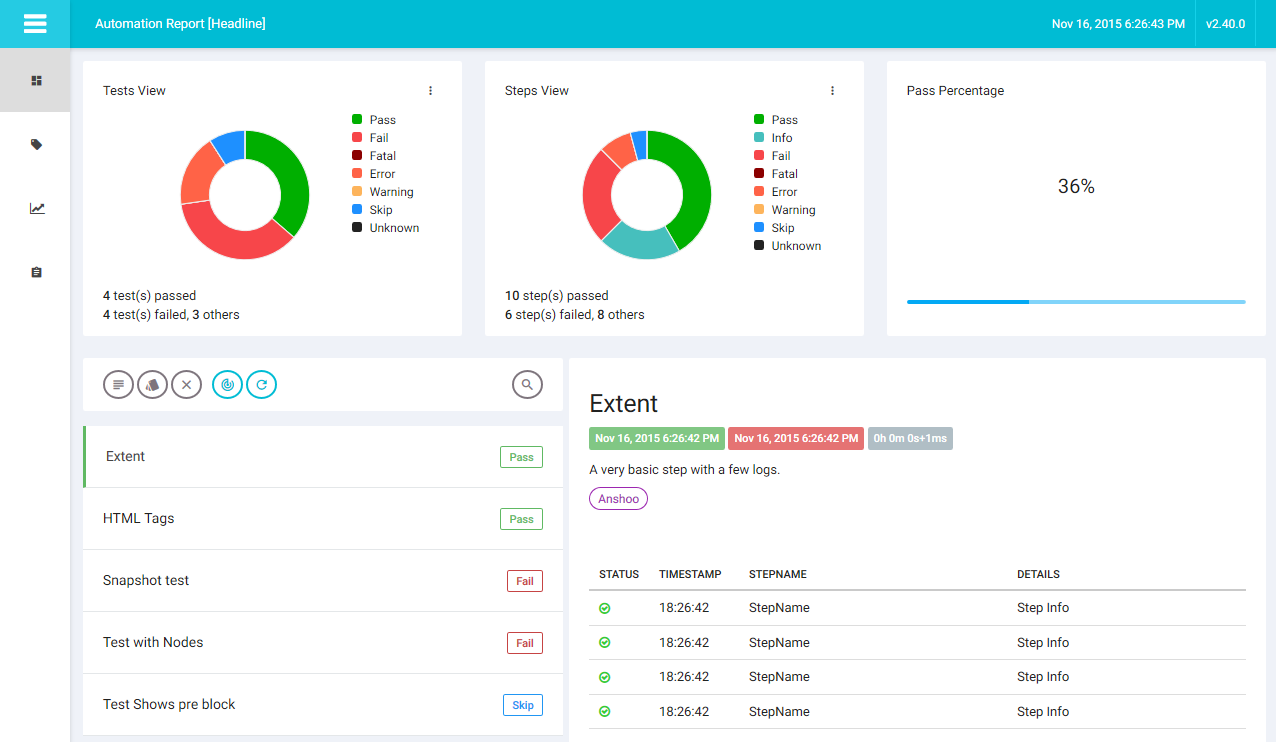 Automation Report [Headline]
Nov 16, 2015 6:26:43 PM
v2.40.0
Tests View
Pass
Fail
Fatal
Error
Warning
Skip
Unknown
4 test(s) passed
4 test(s) failed, 3 others
Steps View
Pass
Info
Fail
Fatal
Error
Warning
Skip
Unknown
10 step(s) passed
6 step(s) failed, 8 others
Pass Percentage
36%
Extent Pass
HTML Tags Pass
Snapshot test Fail
Test with Nodes Fail
Test Shows pre block Skip
Extent
Nov 16, 2015 6:26:42 PM Nov 16, 2015 6:26:42 PM 0h 0m 0s+1ms
A very basic step with a few logs.
Anshoo
STATUS TIMESTAMP STEPNAME DETAILS
18:26:42 StepName Step Info
18:26:42 StepName Step Info
18:26:42 StepName Step Info
18:26:42 StepName Step Info